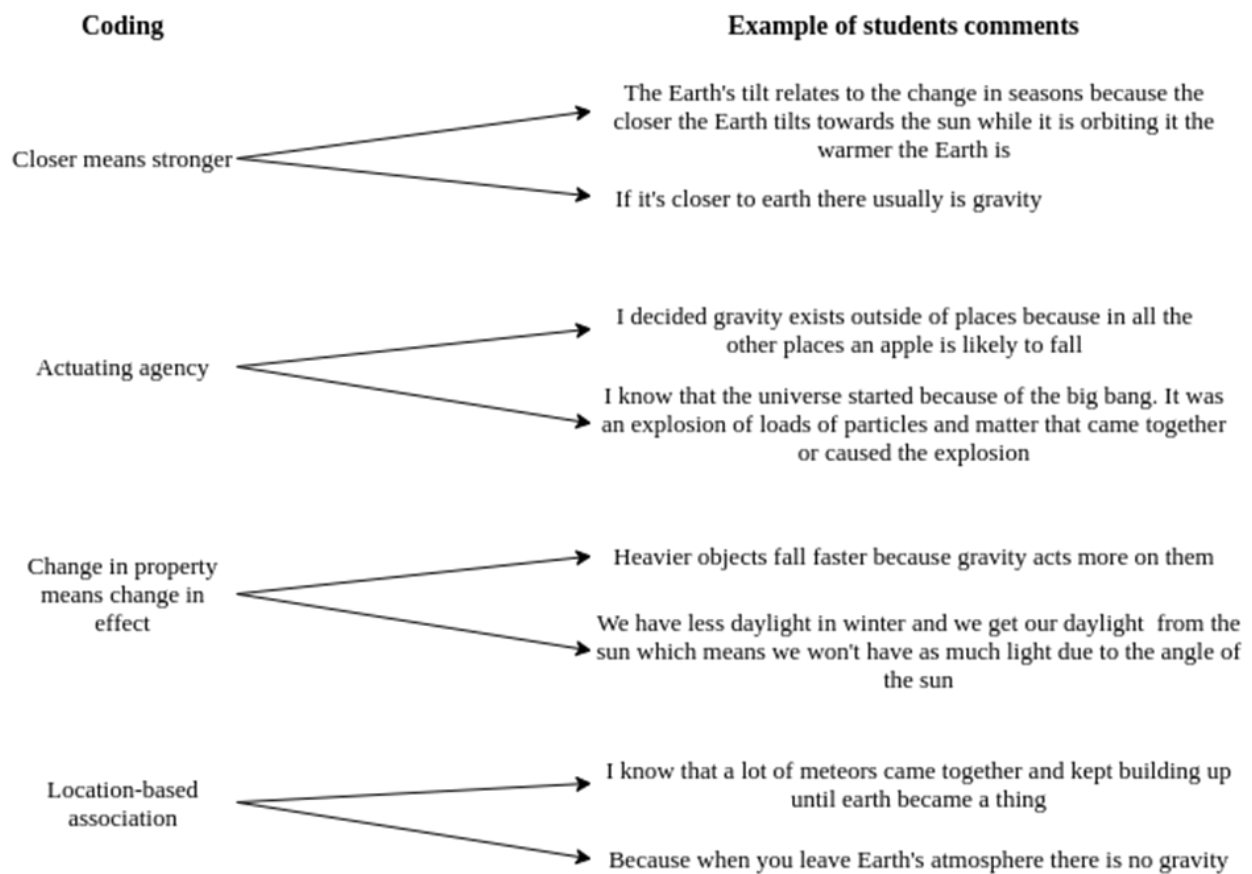 Coding
Example of students comments
Closer means stronger
The Earth's tilt relates to the change in seasons because the
closer the Earth tilts towards the sun while it is orbiting it the
warmer the Earth is
If it's closer to earth there usually is gravity
Actuating agency
I decided gravity exists outside of places because in all the
other places an apple is likely to fall
I know that the universe started because of the big bang. It was
an explosion of loads of particles and matter that came together
or caused the explosion
Change in property
means change in
effect
Heavier objects fall faster because gravity acts more on them
We have less daylight in winter and we get our daylight  from the
sun which means we won't have as much light due to the angle of
the sun
Location-based
association
I know that a lot of meteors came together and kept building up
until earth became a thing
Because when you leave Earth's atmosphere there is no gravity